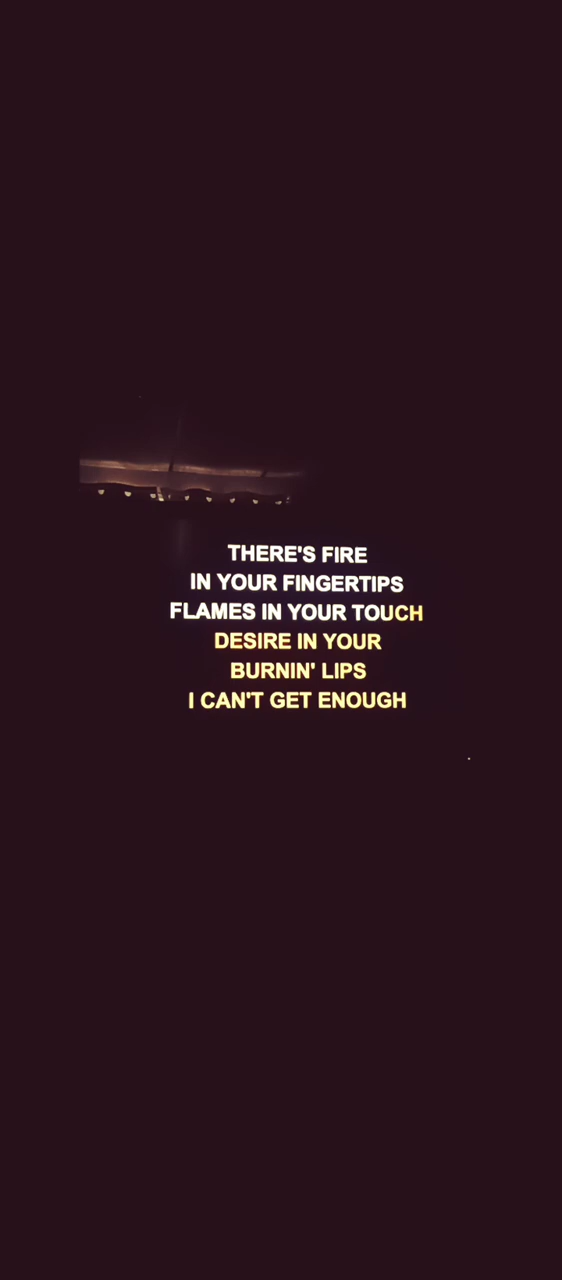 THERE'S FIRE
IN YOUR FINGERTIPS
FLAMES IN YOUR TOUCH
DESIRE IN YOUR
BURNIN' LIPS
I CAN'T GET ENOUGH